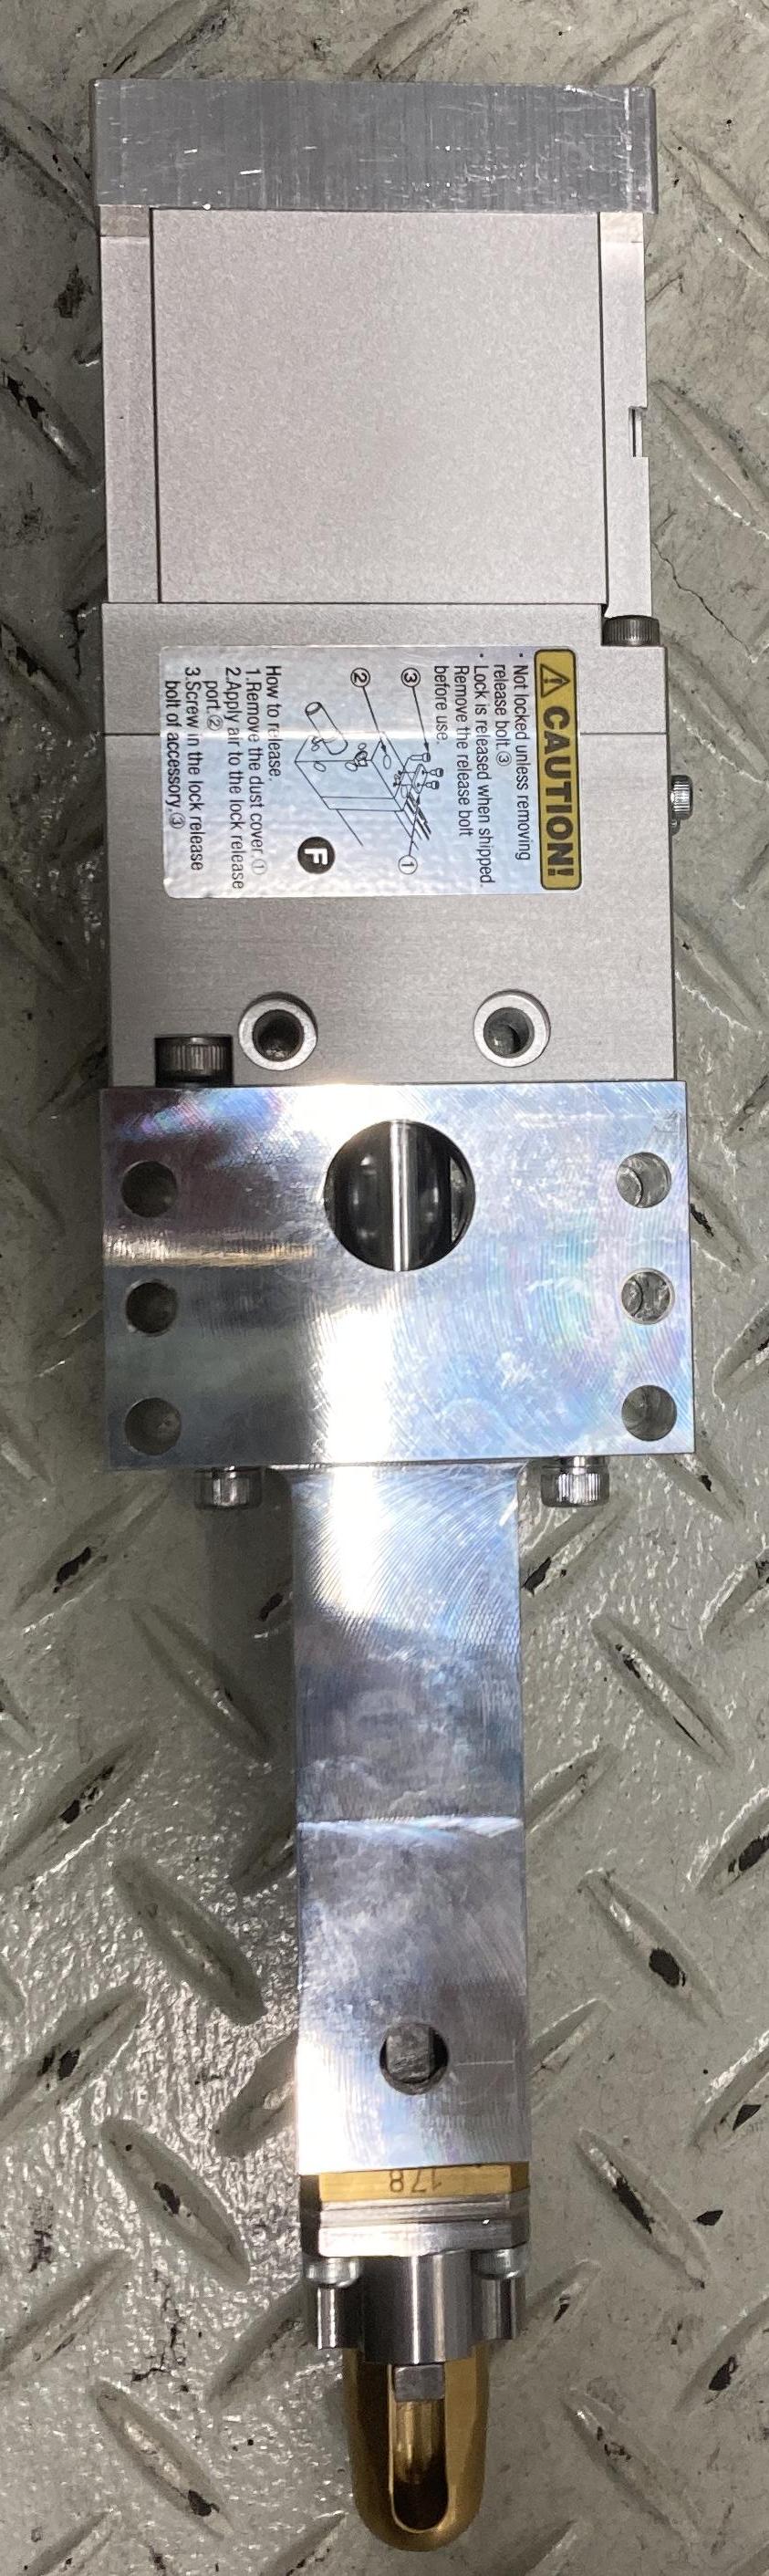 CAUTION!
・Not locked unless removing
release bolt.③
・Lock is released when shipped.
Remove the release bolt
before use.
③
②
①
F
How to release.
1.Remove the dust cover.①
2.Apply air to the lock release
port.②
3.Screw in the lock release
bolt of accessory.③
178